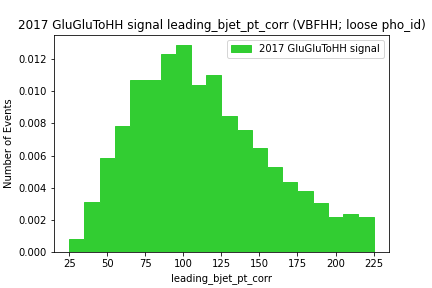 2017 GluGluToHH signal leading_bjet_pt_corr (VBFHH; loose pho_id)
2017 GluGluToHH signal
Number of Events
0.012
0.010
0.008
0.006
0.004
0.002
0.000
25 50 75 100 125 150 175 200 225
leading_bjet_pt_corr